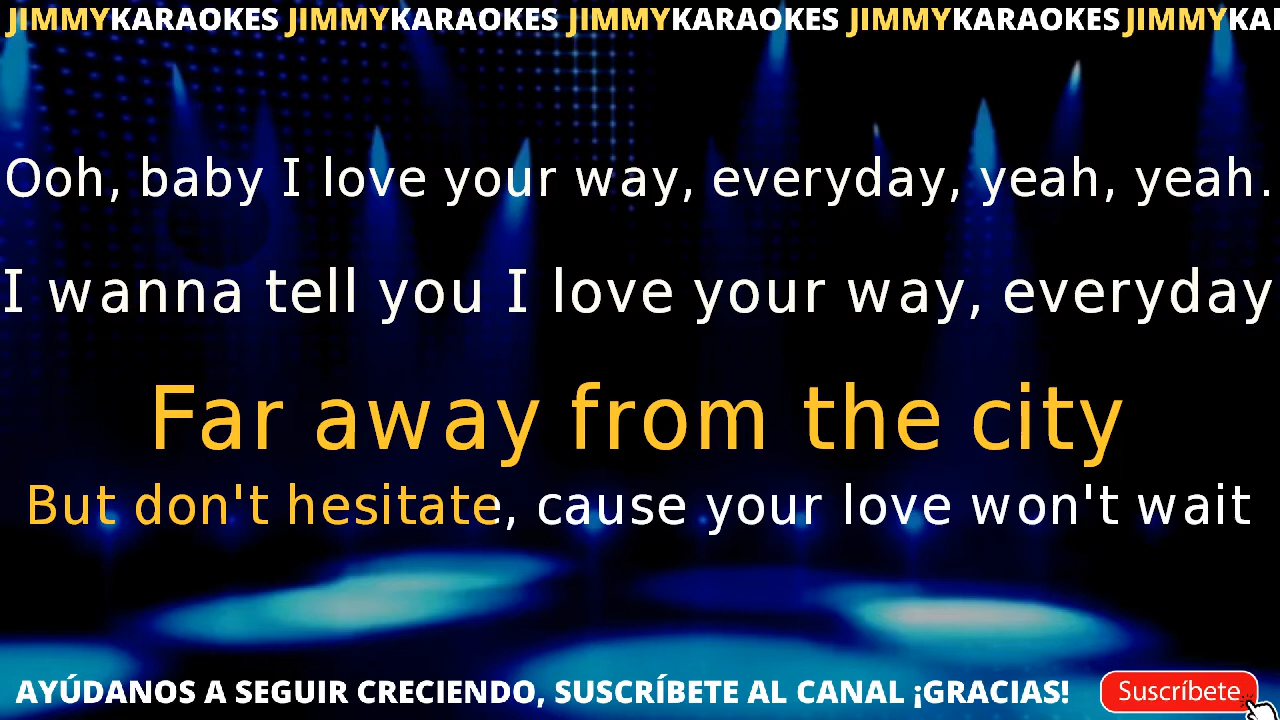 JIMMYKARAOKES JIMMYKARAOKES JIMMYKARAOKES JIMMYKARAOKES JIMMYKA
Ooh, baby I love your way, everyday, yeah, yeah.
I wanna tell you I love your way, everyday
Far away from the city
But don't hesitate, cause your love won't wait
AYÚDANOS A SEGUIR CRECIENDO, SUSCRÍBETE AL CANAL ¡GRACIAS! Suscríbete